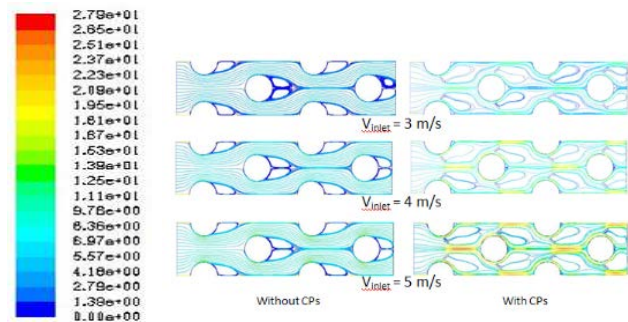 2.79e+01
2.65e+01
2.51e+01
2.37e+01
2.23e+01
2.09e+01
1.95e+01
1.81e+01
1.67e+01
1.53e+01
1.39e+01
1.25e+01
1.11e+01
9.76e+00
8.36e+00
6.97e+00
5.57e+00
4.18e+00
2.79e+00
1.39e+00
0.00e+00
Vinlet = 3 m/s
Vinlet = 4 m/s
Vinlet = 5 m/s
Without CPs
With CPs